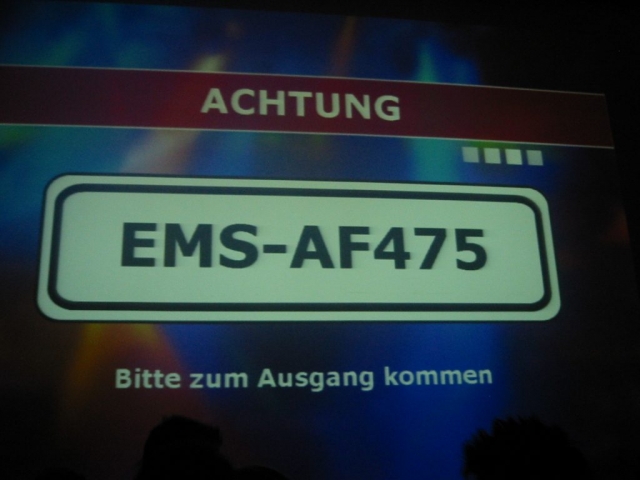 ACHTUNG
EMS-AF475
Bitte zum Ausgang kommen